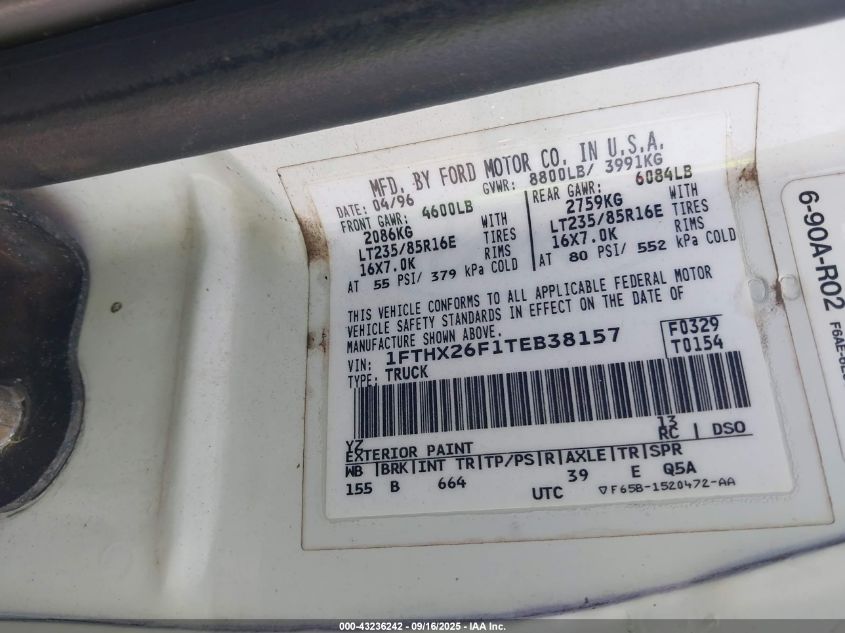 MFD. BY FORD MOTOR CO. IN U.S.A.
DATE: 04/96 GVWR: 8800LB/ 3991KG
FRONT GAWR: 4600LB REAR GAWR: 6084LB
2086KG WITH 2759KG WITH
LT235/85R16E TIRES LT235/85R16E TIRES
16X7.0K RIMS 16X7.0K RIMS
AT 55 PSI/ 379 kPa COLD AT 80 PSI/ 552 kPa COLD
THIS VEHICLE CONFORMS TO ALL APPLICABLE FEDERAL MOTOR
VEHICLE SAFETY STANDARDS IN EFFECT ON THE DATE OF
MANUFACTURE SHOWN ABOVE.
VIN: 1FTHX26F1TEB38157 F0329
TYPE: TRUCK T0154
YZ 13
EXTERIOR PAINT RC DSO
WB BRK INT TR TP/PS R AXLE TR SPR
155 B 664 39 E Q5A
UTC ▽F65B-1520472-AA
6-90A-R02
000-43236242 - 09/16/2025 - IAA Inc.